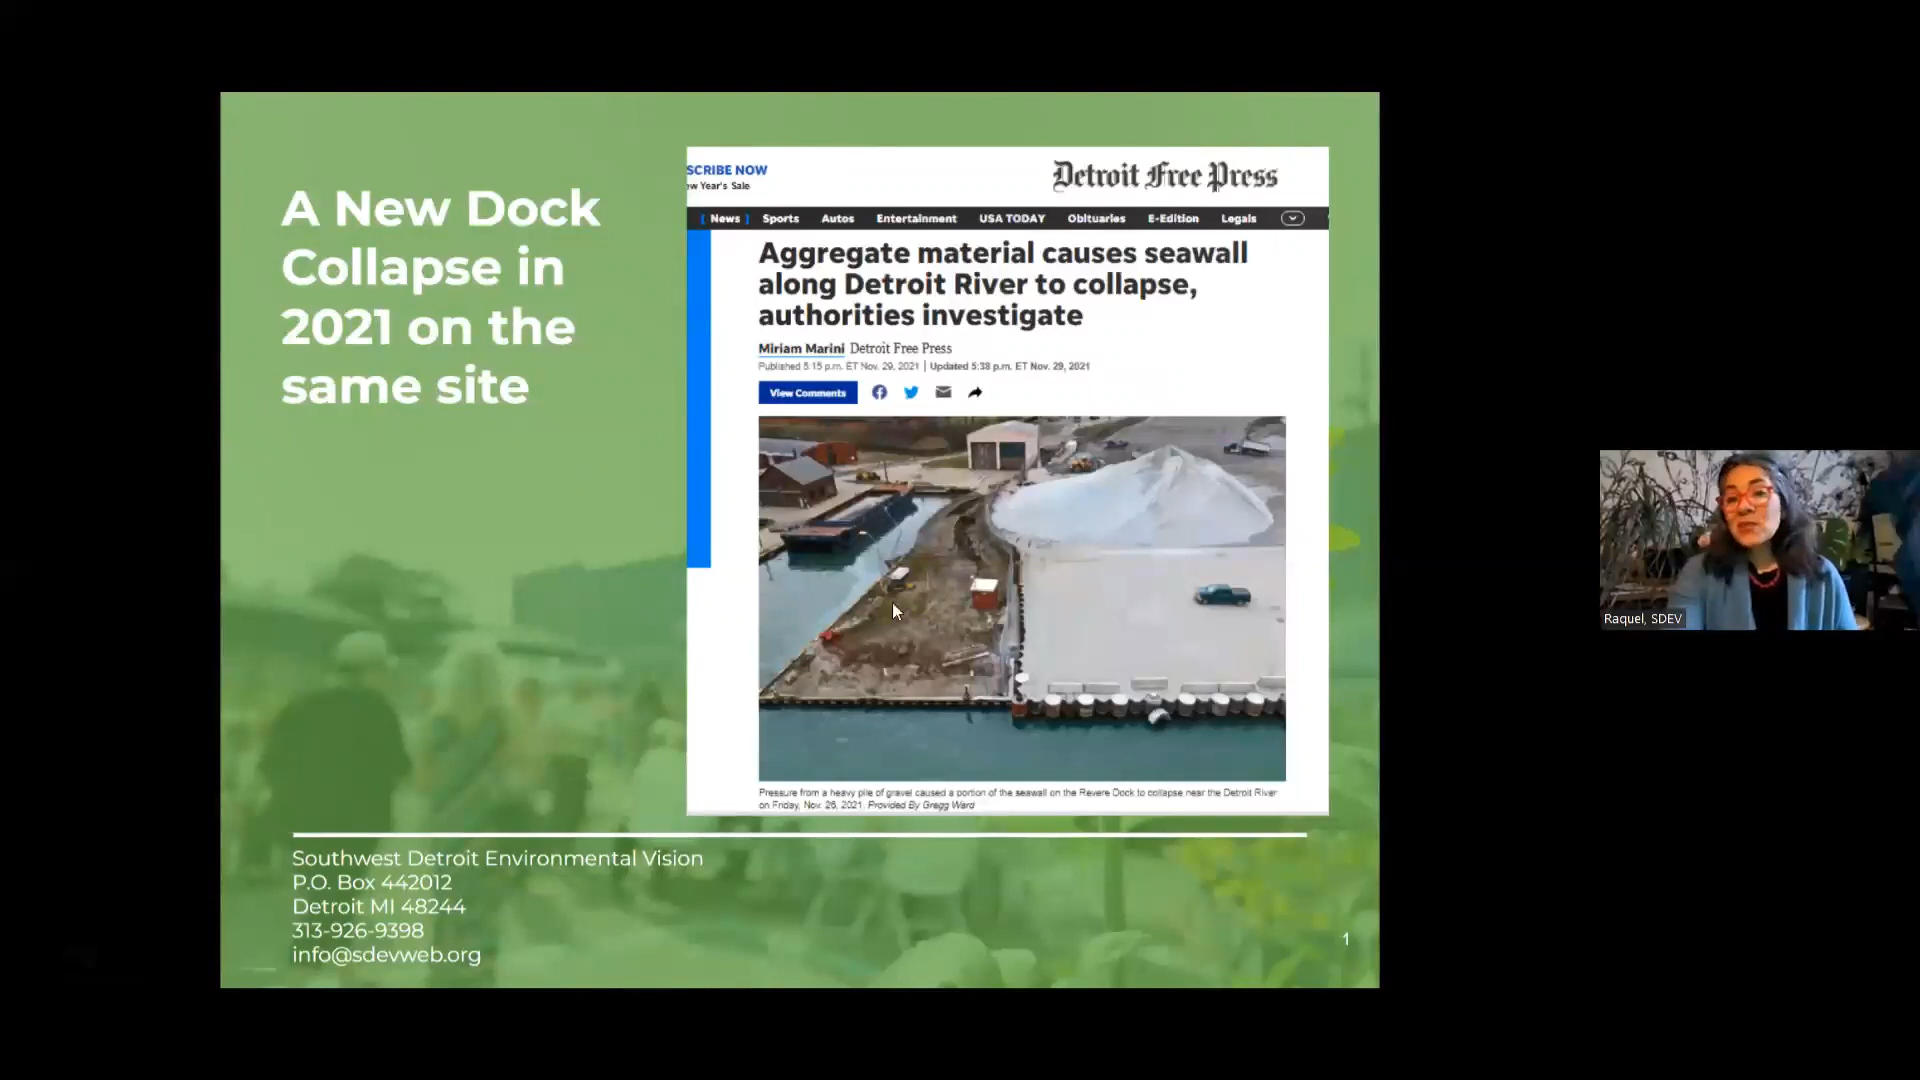 A New Dock
Collapse in
2021 on the
same site
SCRIBE NOW
ew Year's Sale
Detroit Free Press
[ News ] Sports Autos Entertainment USA TODAY Obituaries E-Edition Legals
Aggregate material causes seawall
along Detroit River to collapse,
authorities investigate
Miriam Marini Detroit Free Press
Published 5:15 p.m. ET Nov. 29, 2021 | Updated 5:38 p.m. ET Nov. 29, 2021
View Comments
Pressure from a heavy pile of gravel caused a portion of the seawall on the Revere Dock to collapse near the Detroit River
on Friday, Nov. 26, 2021. Provided By Gregg Ward
Southwest Detroit Environmental Vision
P.O. Box 442012
Detroit MI 48244
313-926-9398
info@sdevweb.org
1
Raquel, SDEV